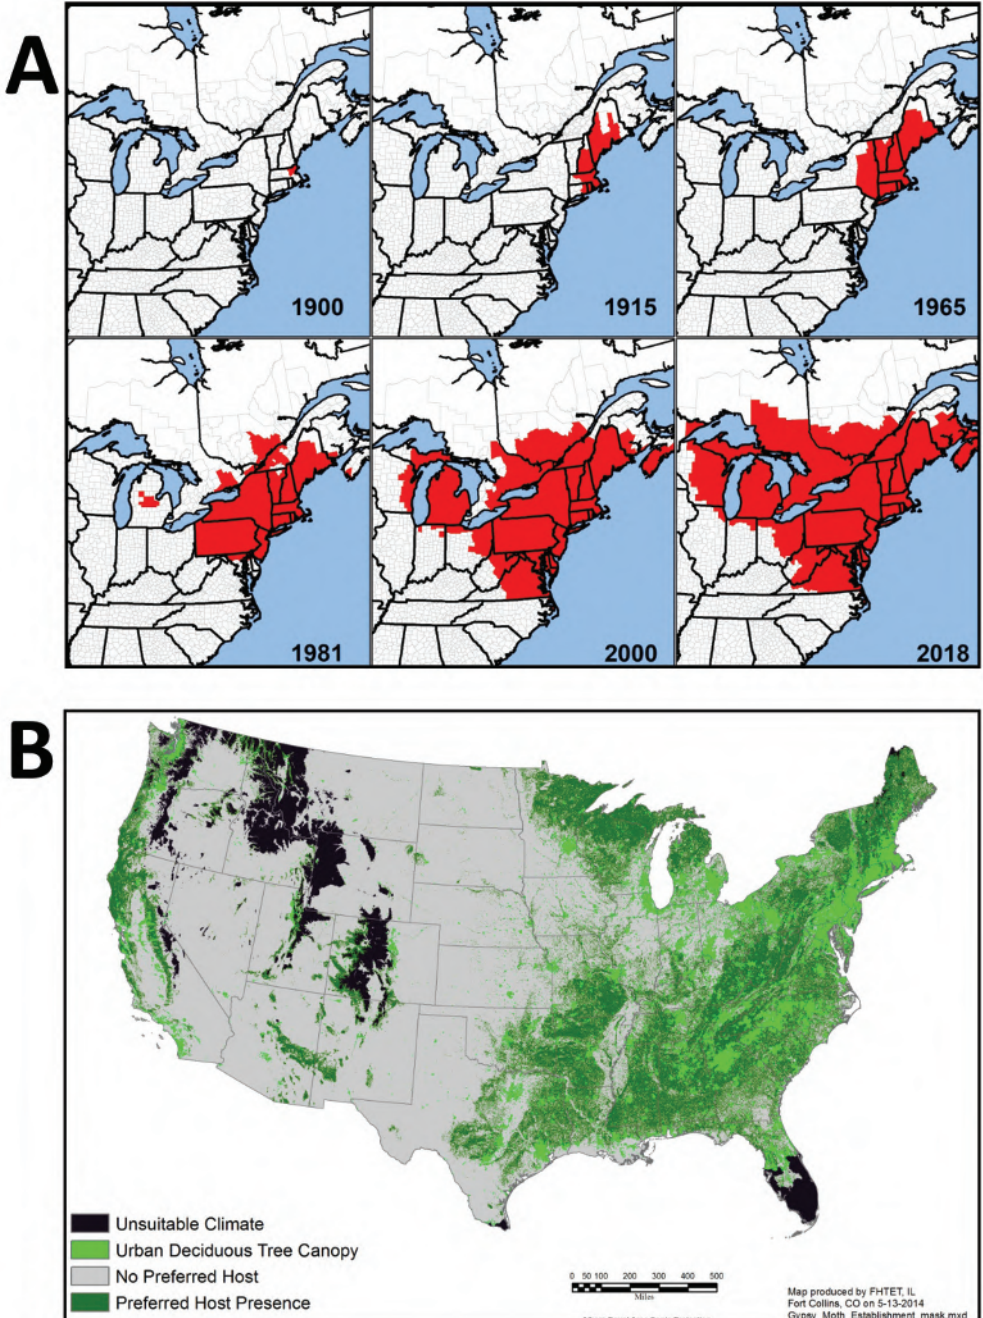 A
1900
1915
1965
1981
2000
2018
B
Unsuitable Climate
Urban Deciduous Tree Canopy
No Preferred Host
Preferred Host Presence
0 50 100 200 300 400 500
Miles
Map produced by FHTET, IL
Fort Collins, CO on 5-13-2014
Gypsy_Moth_Establishment_mask.mxd